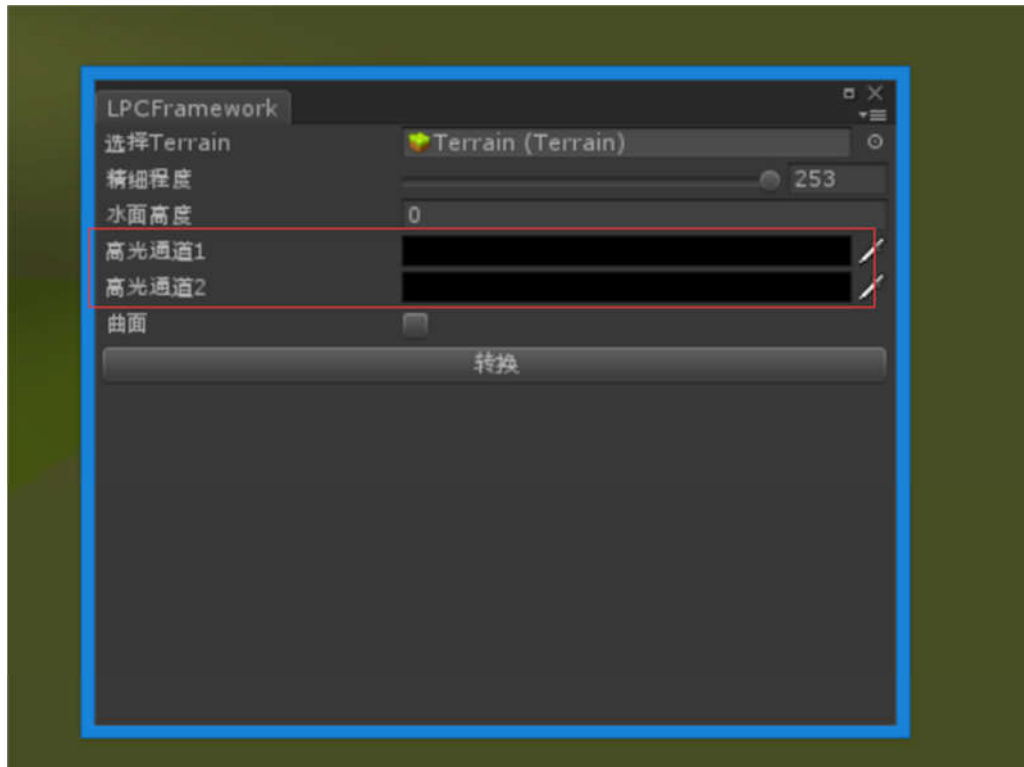 LPCFramework
选择Terrain Terrain (Terrain)
精细程度 253
水面高度 0
高光通道1
高光通道2
曲面
转换